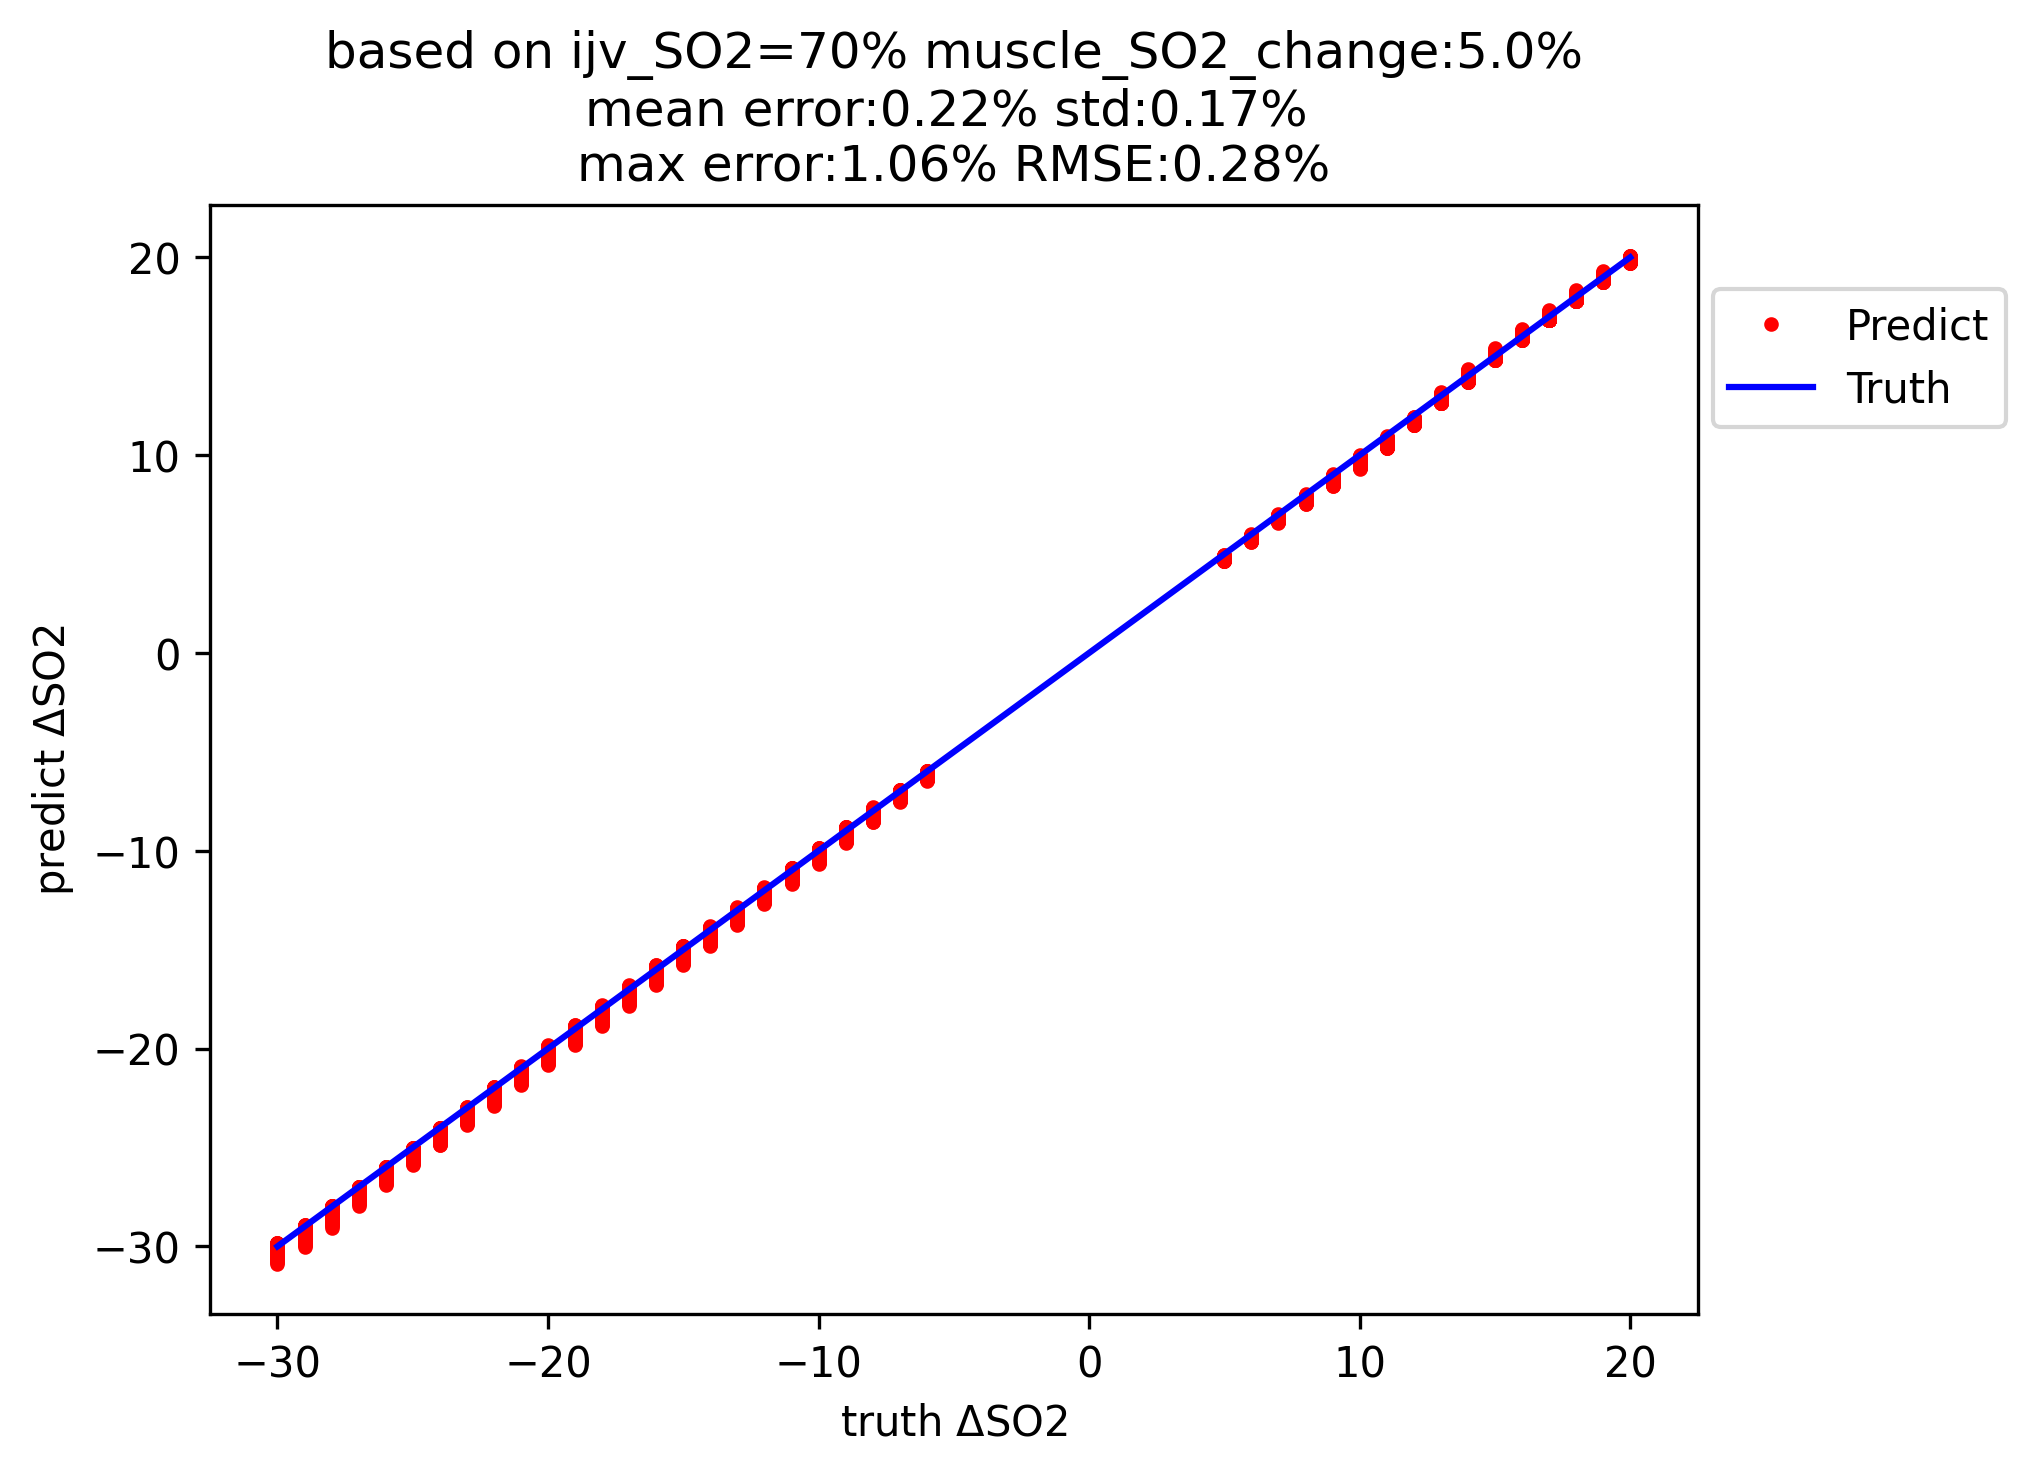 based on ijv_SO2=70% muscle_SO2_change:5.0%
mean error:0.22% std:0.17%
max error:1.06% RMSE:0.28%
20
10
0
−10
−20
−30
predict ΔSO2
−30 −20 −10 0 10 20
truth ΔSO2
Predict
Truth